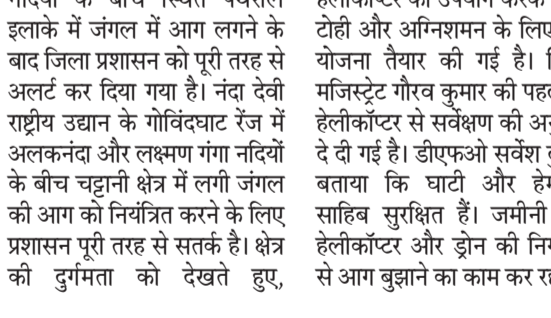 इलाके में जंगल में आग लगने के
बाद जिला प्रशासन को पूरी तरह से
अलर्ट कर दिया गया है। नंदा देवी
राष्ट्रीय उद्यान के गोविंदघाट रेंज में
अलकनंदा और लक्ष्मण गंगा नदियों
के बीच चट्टानी क्षेत्र में लगी जंगल
की आग को नियंत्रित करने के लिए
प्रशासन पूरी तरह से सतर्क है। क्षेत्र
की दुर्गमता को देखते हुए,
टोही और अग्निशमन के लिए
योजना तैयार की गई है।
मजिस्ट्रेट गौरव कुमार की
हेलीकॉप्टर से सर्वेक्षण की
दे दी गई है। डीएफओ सर्वेश
बताया कि घाटी और
साहिब सुरक्षित हैं। जमीनी
हेलीकॉप्टर और ड्रोन की
से आग बुझाने का काम कर